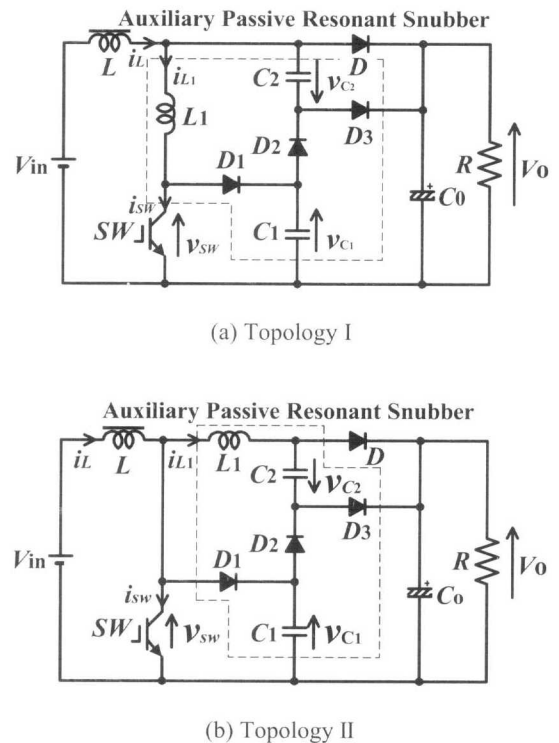 Auxiliary Passive Resonant Snubber
L
iL
iL1
C2
vC2
D
L1
D2
D3
Vin
D1
R
Vo
C0
iSW
SW
vSW
C1
vC1
(a) Topology I
Auxiliary Passive Resonant Snubber
iL
L
iL1
L1
D
C2
vC2
D3
D2
Vin
D1
R
Vo
Co
isw
SW
vsw
C1
vC1
(b) Topology II